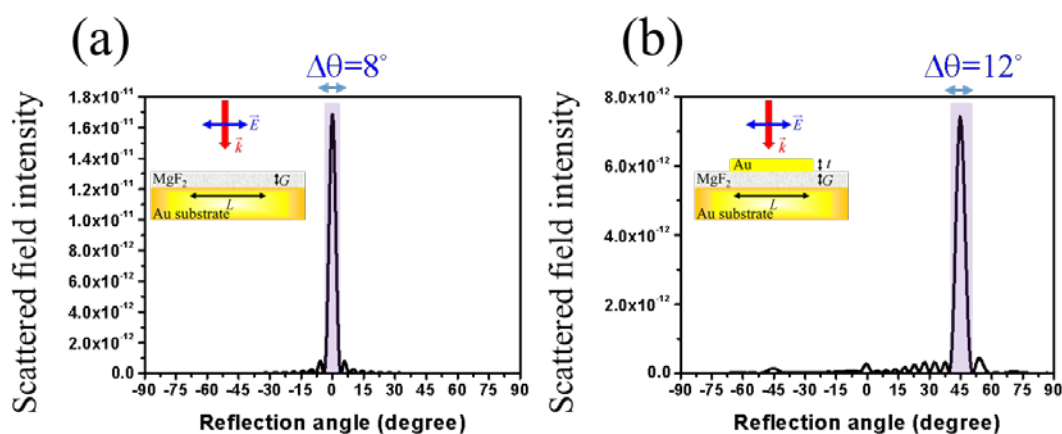 (a)
Δθ=8°
Scattered field intensity
1.8x10⁻¹¹
1.6x10⁻¹¹
1.4x10⁻¹¹
1.2x10⁻¹¹
1.0x10⁻¹¹
8.0x10⁻¹²
6.0x10⁻¹²
4.0x10⁻¹²
2.0x10⁻¹²
0.0
E
k
MgF₂
G
L
Au substrate
-90 -75 -60 -45 -30 -15 0 15 30 45 60 75 90
Reflection angle (degree)
(b)
Δθ=12°
Scattered field intensity
8.0x10⁻¹²
6.0x10⁻¹²
4.0x10⁻¹²
2.0x10⁻¹²
0.0
E
k
Au
t
MgF₂
G
L
Au substrate
-90 -75 -60 -45 -30 -15 0 15 30 45 60 75 90
Reflection angle (degree)